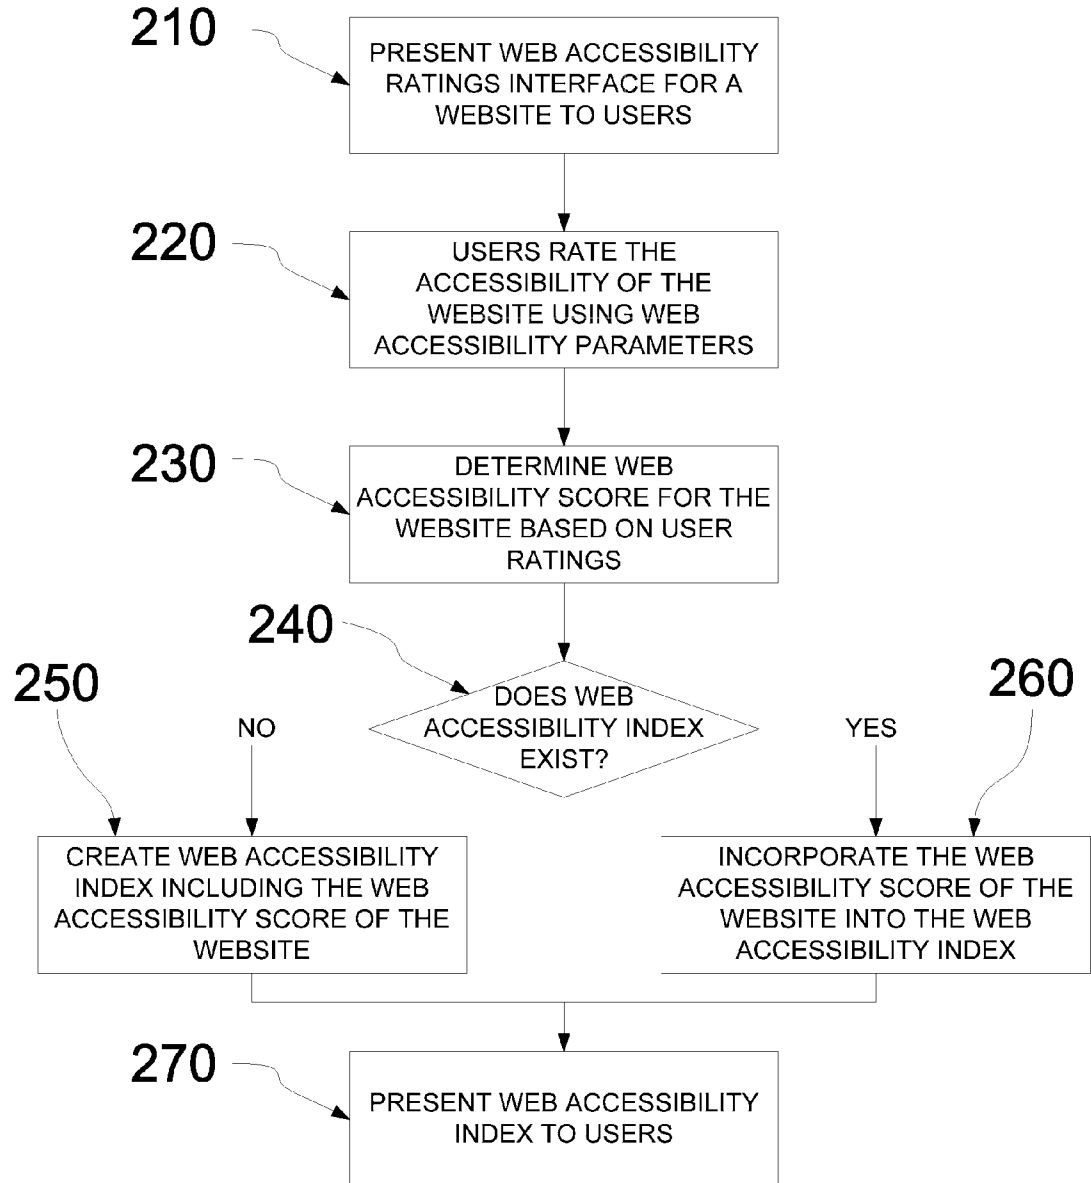 210
PRESENT WEB ACCESSIBILITY
RATINGS INTERFACE FOR A
WEBSITE TO USERS
220
USERS RATE THE
ACCESSIBILITY OF THE
WEBSITE USING WEB
ACCESSIBILITY PARAMETERS
230
DETERMINE WEB
ACCESSIBILITY SCORE FOR THE
WEBSITE BASED ON USER
RATINGS
240
DOES WEB
ACCESSIBILITY INDEX
EXIST?
250
NO
CREATE WEB ACCESSIBILITY
INDEX INCLUDING THE WEB
ACCESSIBILITY SCORE OF THE
WEBSITE
260
YES
INCORPORATE THE WEB
ACCESSIBILITY SCORE OF THE
WEBSITE INTO THE WEB
ACCESSIBILITY INDEX
270
PRESENT WEB ACCESSIBILITY
INDEX TO USERS